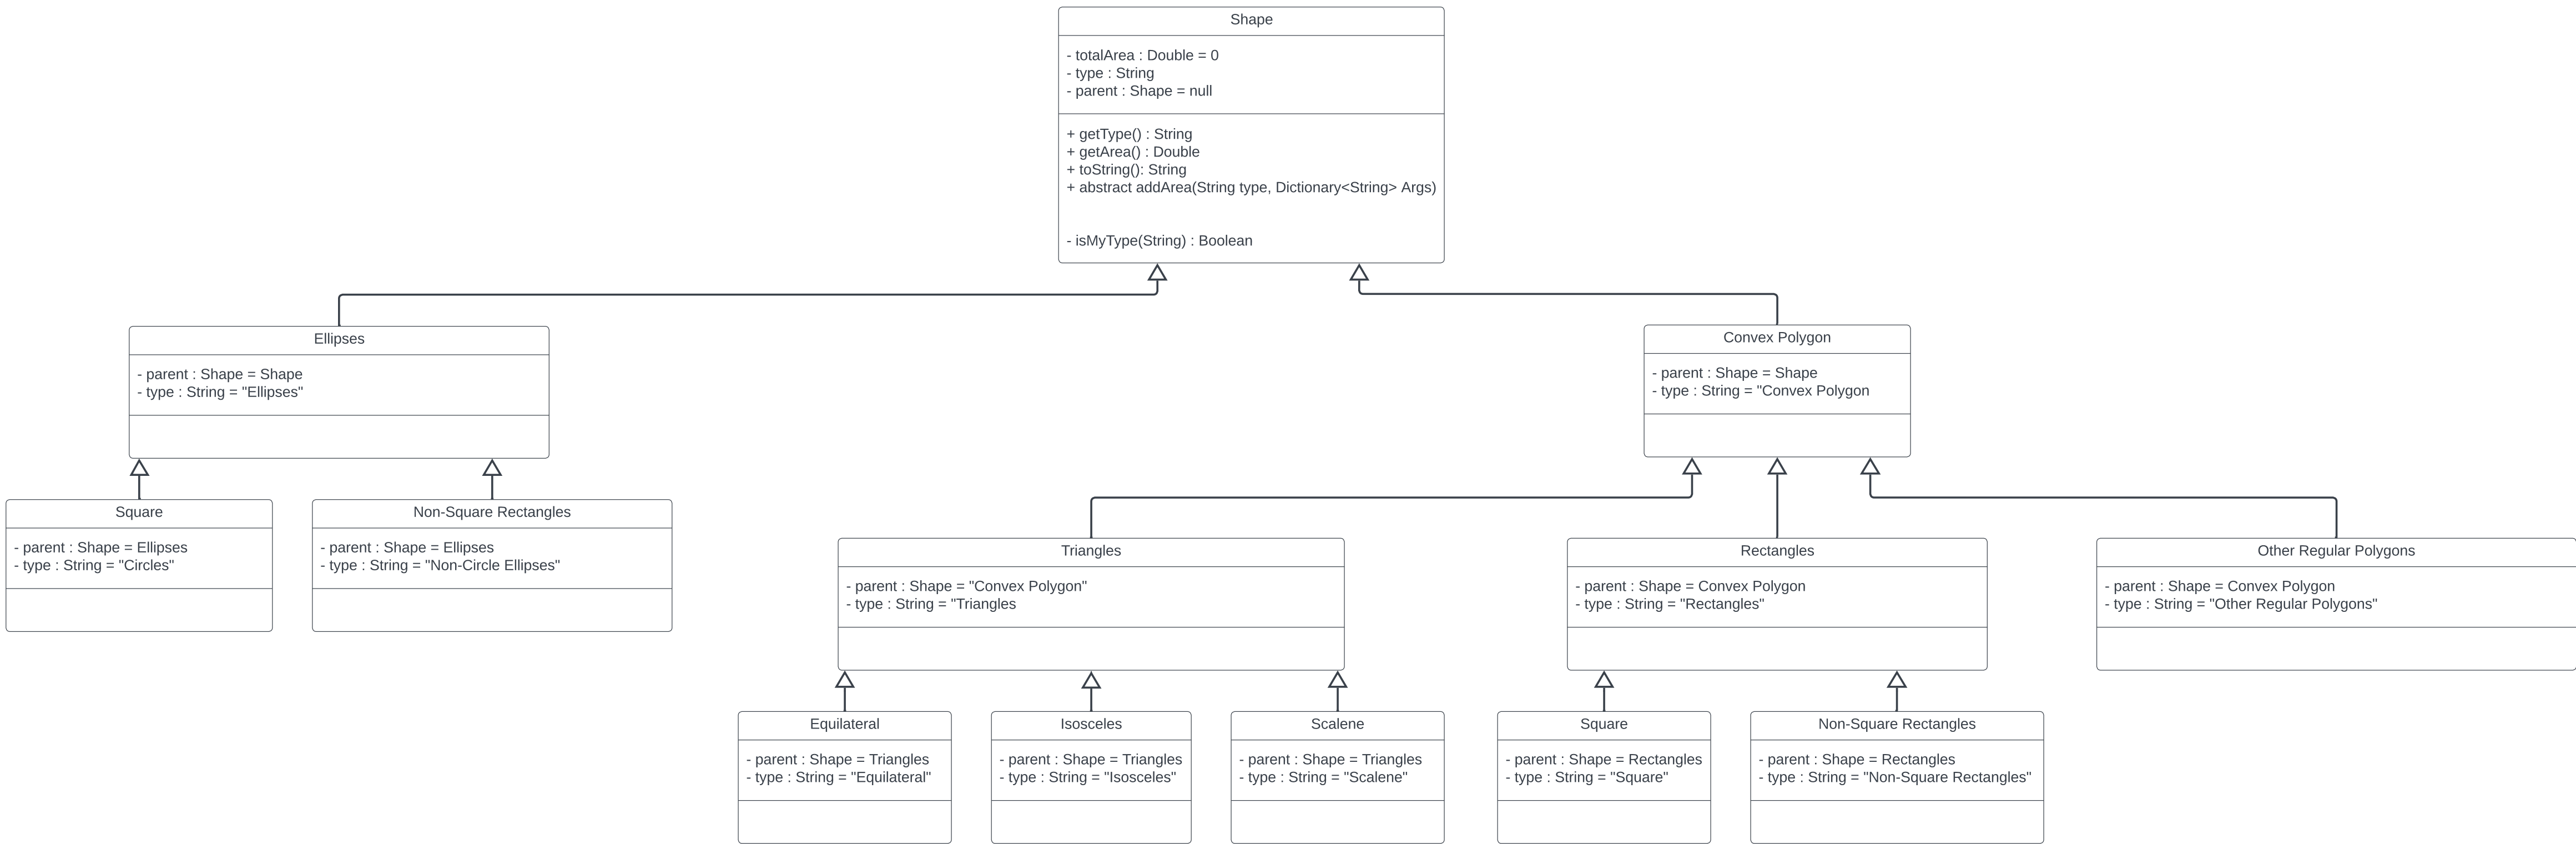 Shape
- totalArea : Double = 0
- type : String
- parent : Shape = null
+ getType() : String
+ getArea() : Double
+ toString(): String
+ abstract addArea(String type, Dictionary<String> Args)
- isMyType(String) : Boolean
Ellipses
- parent : Shape = Shape
- type : String = "Ellipses"
Convex Polygon
- parent : Shape = Shape
- type : String = "Convex Polygon
Square
- parent : Shape = Ellipses
- type : String = "Circles"
Non-Square Rectangles
- parent : Shape = Ellipses
- type : String = "Non-Circle Ellipses"
Triangles
- parent : Shape = "Convex Polygon"
- type : String = "Triangles
Rectangles
- parent : Shape = Convex Polygon
- type : String = "Rectangles"
Other Regular Polygons
- parent : Shape = Convex Polygon
- type : String = "Other Regular Polygons"
Equilateral
- parent : Shape = Triangles
- type : String = "Equilateral"
Isosceles
- parent : Shape = Triangles
- type : String = "Isosceles"
Scalene
- parent : Shape = Triangles
- type : String = "Scalene"
Square
- parent : Shape = Rectangles
- type : String = "Square"
Non-Square Rectangles
- parent : Shape = Rectangles
- type : String = "Non-Square Rectangles"